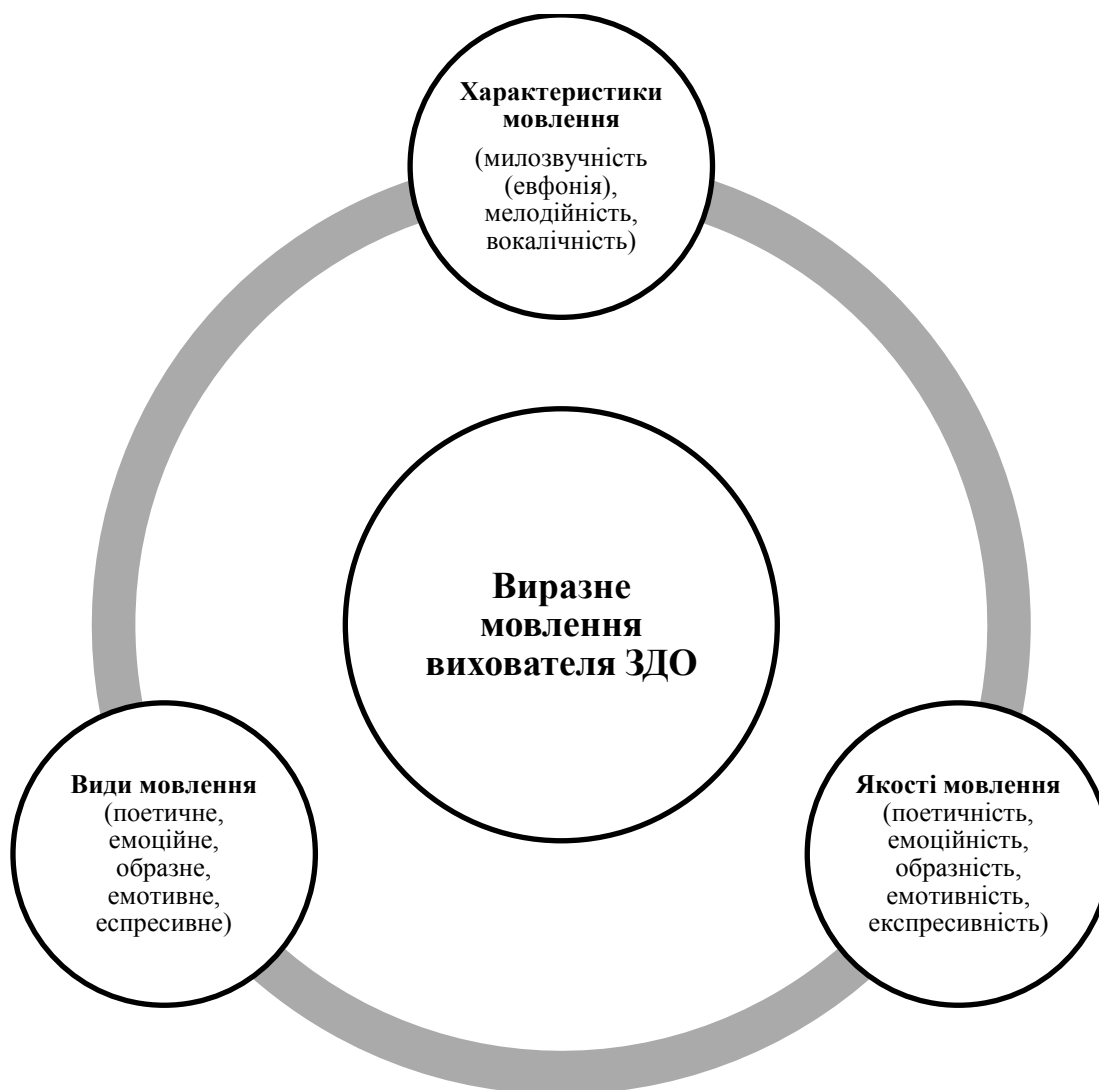 Характеристики
мовлення
(милозвучність
(евфонія),
мелодійність,
вокалічність)
Виразне
мовлення
вихователя ЗДО
Види мовлення
(поетичне,
емоційне,
образне,
емотивне,
еспресивне)
Якості мовлення
(поетичність,
емоційність,
образність,
емотивність,
експресивність)